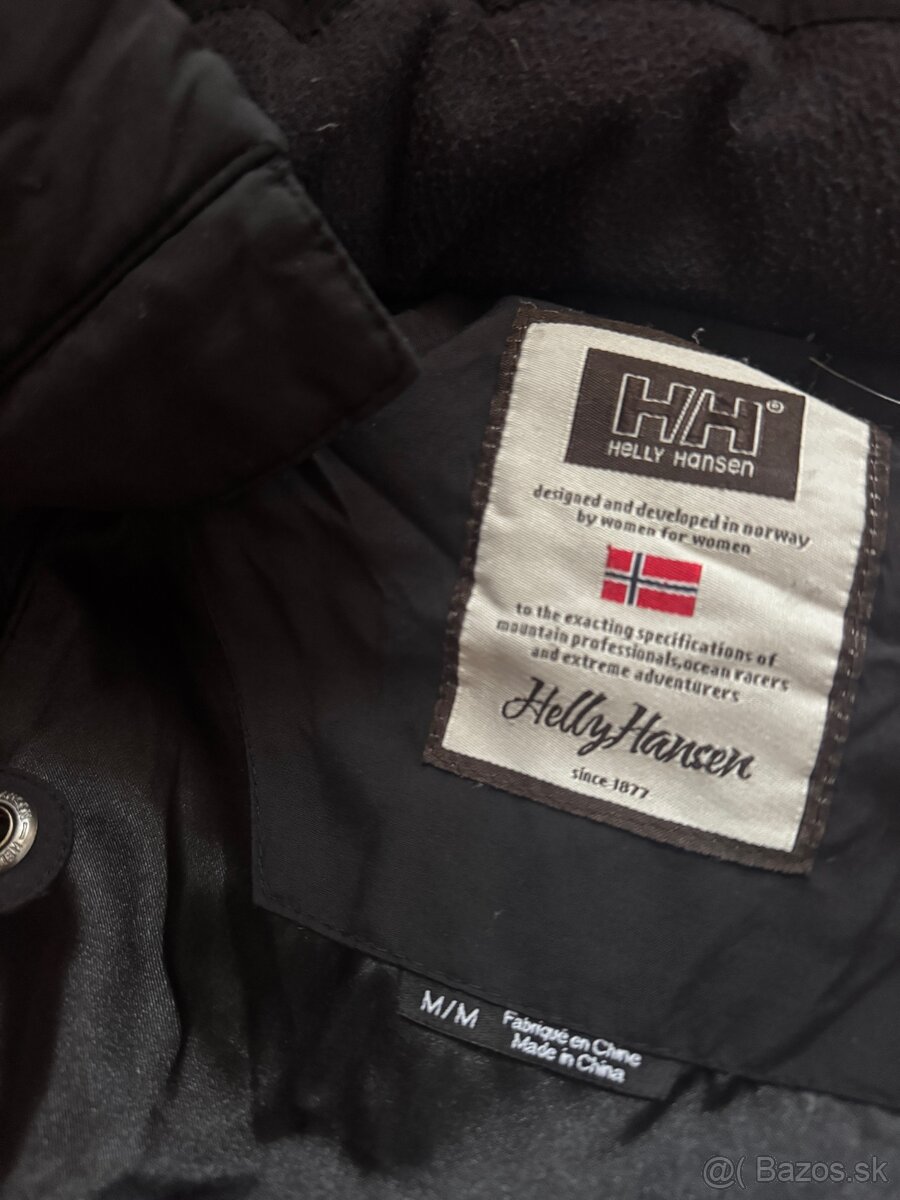 HH®
HELLY HANSEN
designed and developed in norway
by women for women
to the exacting specifications of
mountain professionals, ocean racers
and extreme adventurers
Helly Hansen
since 1877
M/M
Fabriqué en Chine
Made in China
@( Bazos.sk